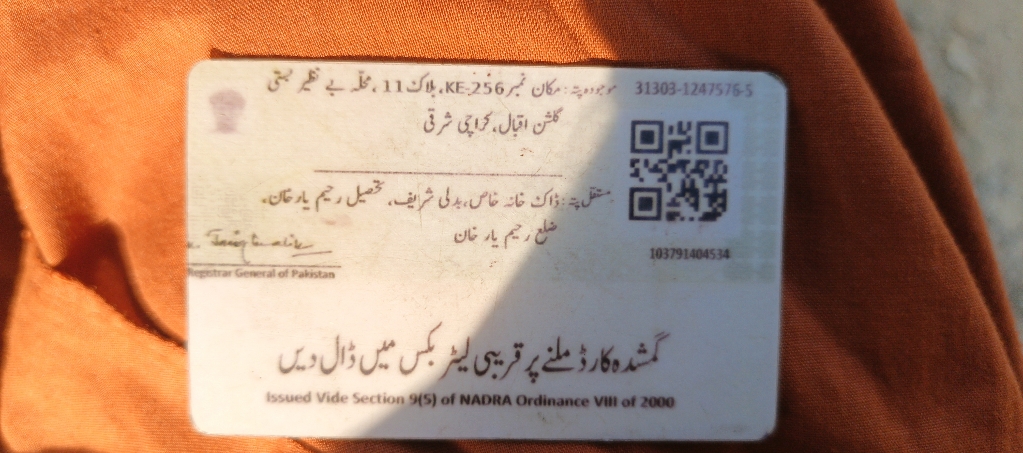 موجودہ پتہ: مکان نمبر KE-256، بلاک 11، محلہ بے نظیر بستی
گلشن اقبال، کراچی شرقی
31303-1247576-5
مستقل پتہ: ڈاک خانہ خاص، بدلی شریف، تحصیل رحیم یار خان،
ضلع رحیم یار خان
103791404534
Registrar General of Pakistan
گمشدہ کارڈ ملنے پر قریبی لیٹر بکس میں ڈال دیں
Issued Vide Section 9(5) of NADRA Ordinance VIII of 2000